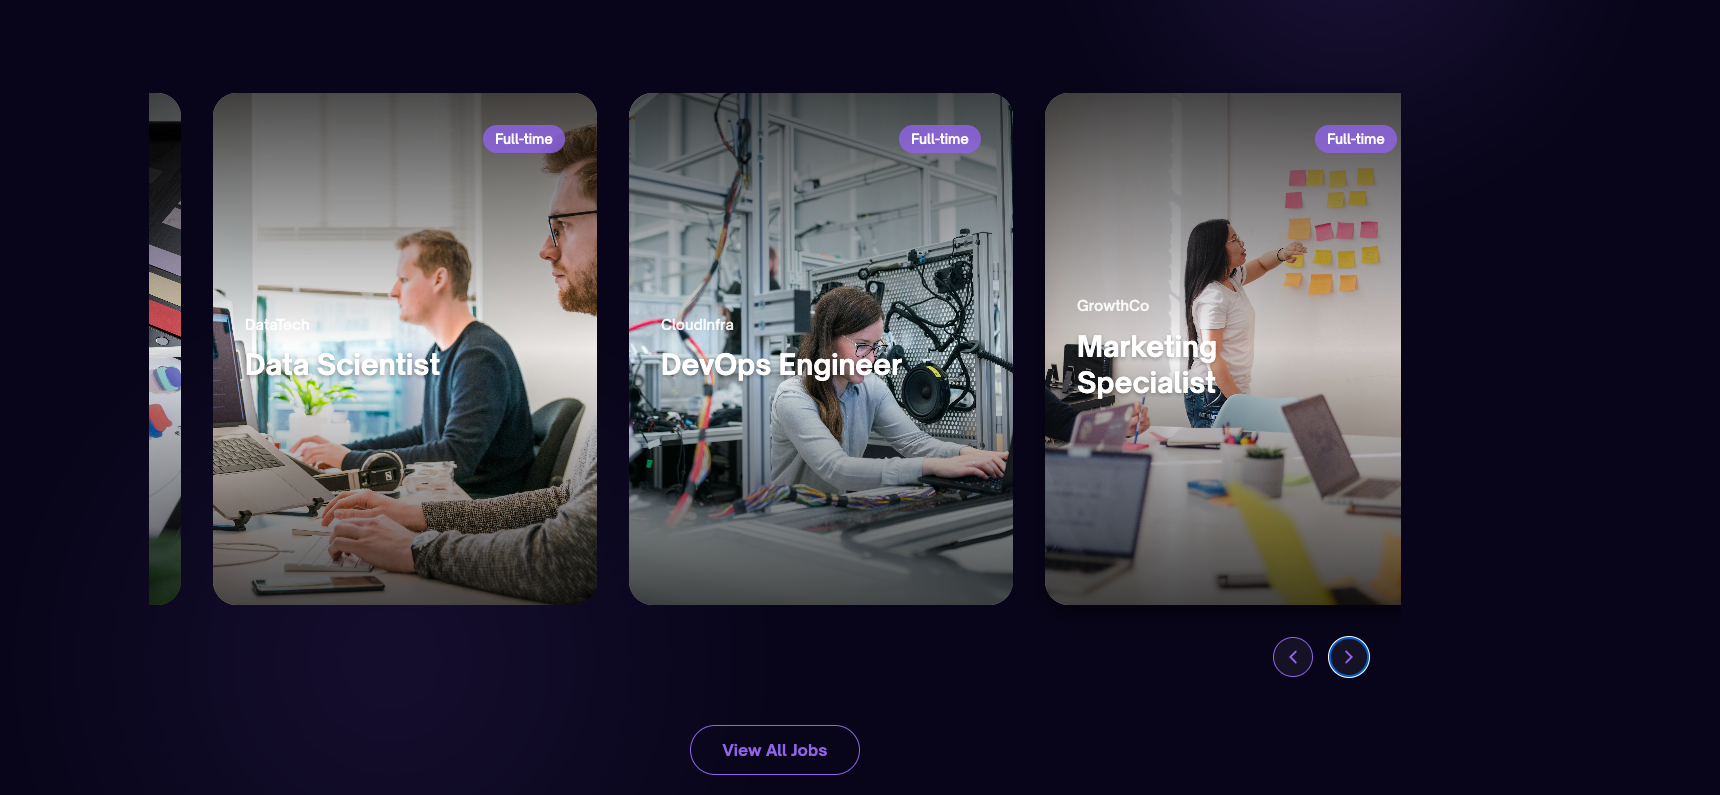 Full-time
DataTech
Data Scientist
Full-time
CloudInfra
DevOps Engineer
Full-time
GrowthCo
Marketing
Specialist
View All Jobs